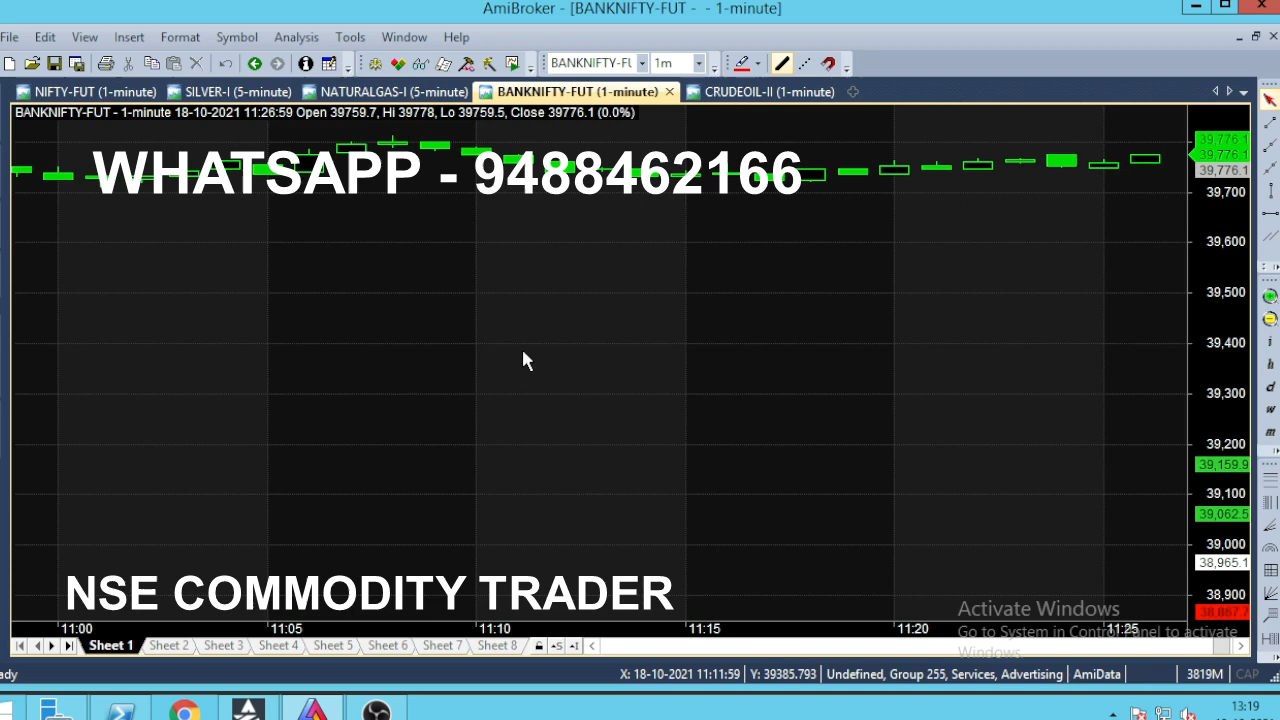 AmiBroker - [BANKNIFTY-FUT - - 1-minute]
File Edit View Insert Format Symbol Analysis Tools Window Help
BANKNIFTY-FU 1m
NIFTY-FUT (1-minute) SILVER-I (5-minute) NATURALGAS-I (5-minute) BANKNIFTY-FUT (1-minute) CRUDEOIL-II (1-minute)
BANKNIFTY-FUT - 1-minute 18-10-2021 11:26:59 Open 39759.7, Hi 39778, Lo 39759.5, Close 39776.1 (0.0%)
39,776.1
39,776.1
39,776.1
WHATSAPP - 9488462166
39,700
39,600
39,500
39,400
39,300
39,200
39,159.9
39,100
39,062.5
39,000
38,965.1
38,900
38,867.7
NSE COMMODITY TRADER
Activate Windows
Go to System in Control Panel to activate
Windows.
11:00 11:05 11:10 11:15 11:20 11:25
Sheet 1 Sheet 2 Sheet 3 Sheet 4 Sheet 5 Sheet 6 Sheet 7 Sheet 8
ady X: 18-10-2021 11:11:59 Y: 39385.793 Undefined, Group 255, Services, Advertising AmiData 3819M CAP
13:19